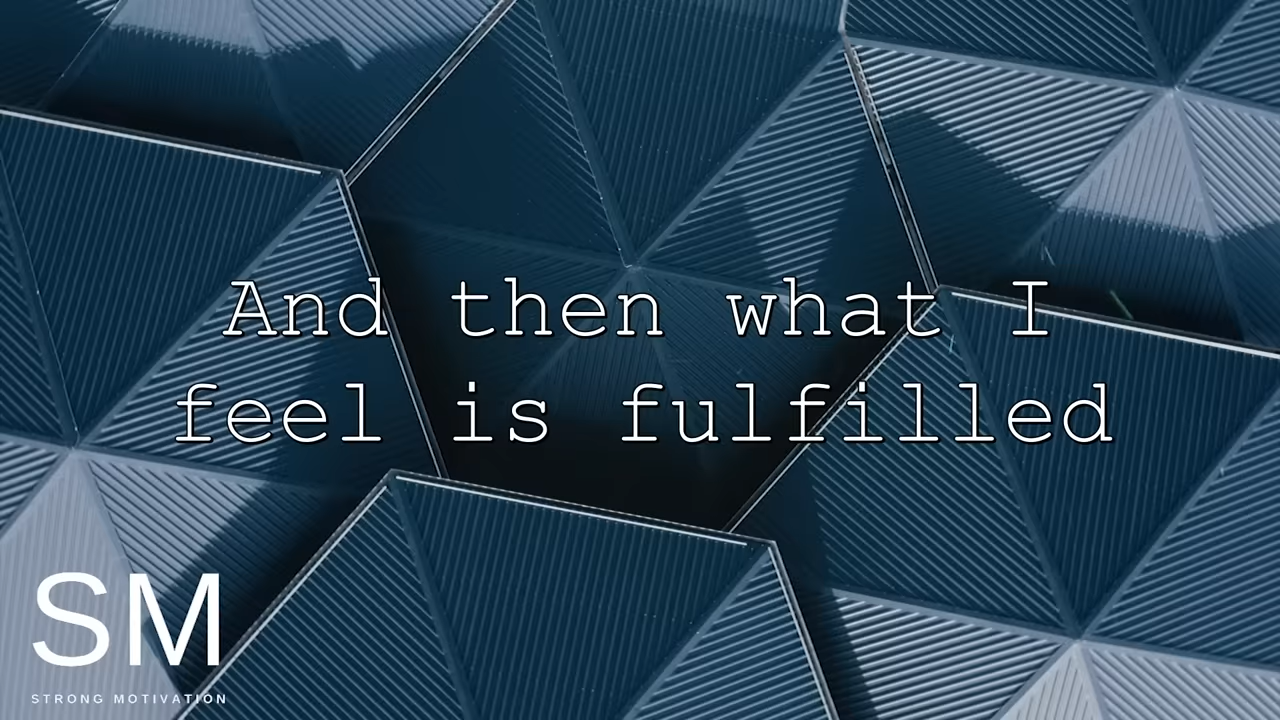 And then what I
feel is fulfilled
SM
STRONG MOTIVATION